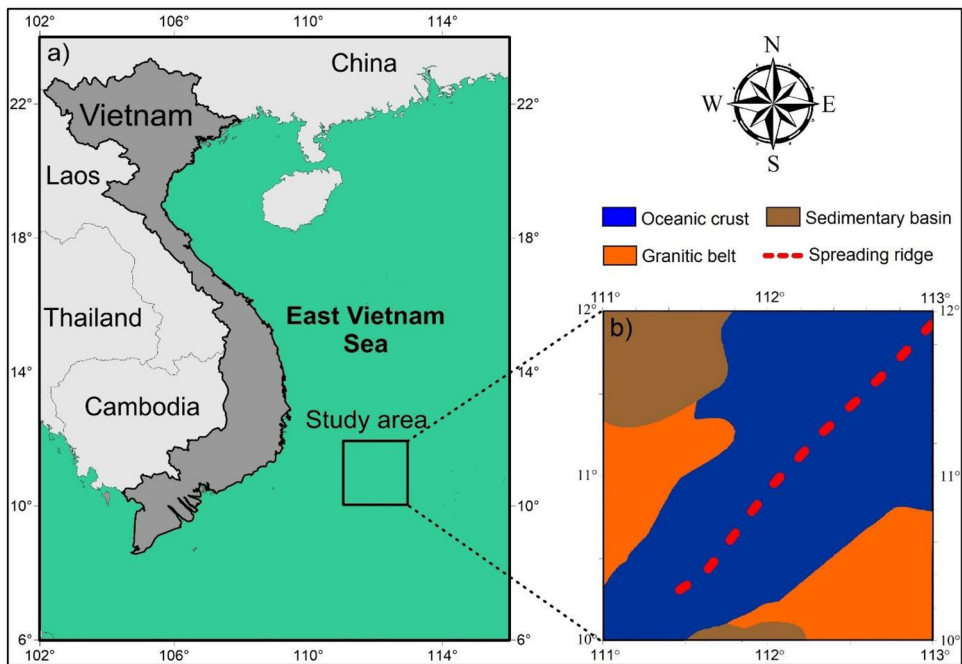 102 106 110 114
a)
China
Vietnam
22° 22°
Laos
18° 18°
Thailand
East Vietnam
Sea
14° 14°
Cambodia
Study area
10° 10°
6° 6°
102 106 110 114
N
W E
S
Oceanic crust Sedimentary basin
Granitic belt Spreading ridge
111° 112° 113°
12° 12°
b)
11° 11°
10° 10°
111° 112° 113°